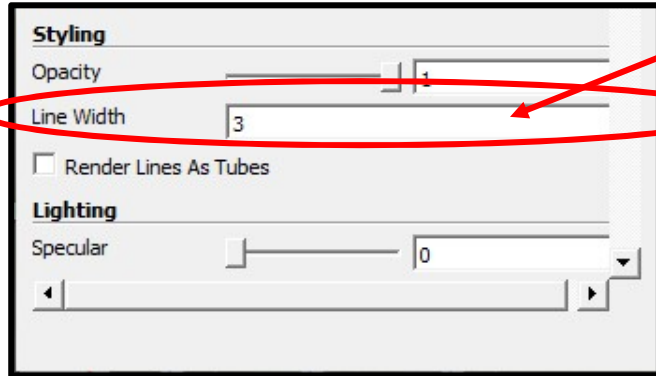 Styling
Opacity 1
Line Width 3
Render Lines As Tubes
Lighting
Specular 0